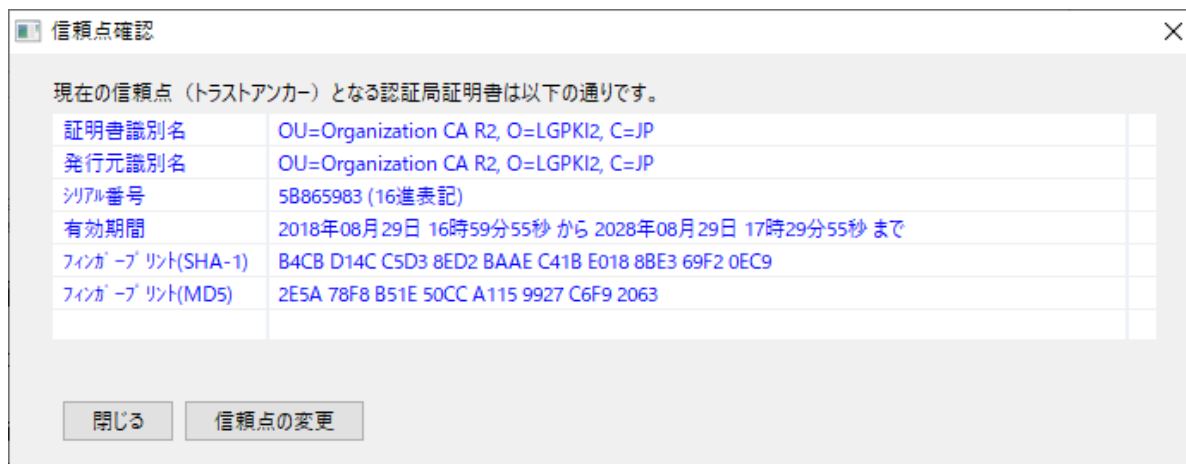 信頼点確認
現在の信頼点（トラストアンカー）となる認証局証明書は以下の通りです。
証明書識別名 OU=Organization CA R2, O=LGPKI2, C=JP
発行元識別名 OU=Organization CA R2, O=LGPKI2, C=JP
ｼﾘｱﾙ番号 5B865983 (16進表記)
有効期間 2018年08月29日 16時59分55秒 から 2028年08月29日 17時29分55秒 まで
ﾌｨﾝｶﾞｰﾌﾟﾘﾝﾄ(SHA-1) B4CB D14C C5D3 8ED2 BAAE C41B E018 8BE3 69F2 0EC9
ﾌｨﾝｶﾞｰﾌﾟﾘﾝﾄ(MD5) 2E5A 78F8 B51E 50CC A115 9927 C6F9 2063
閉じる 信頼点の変更